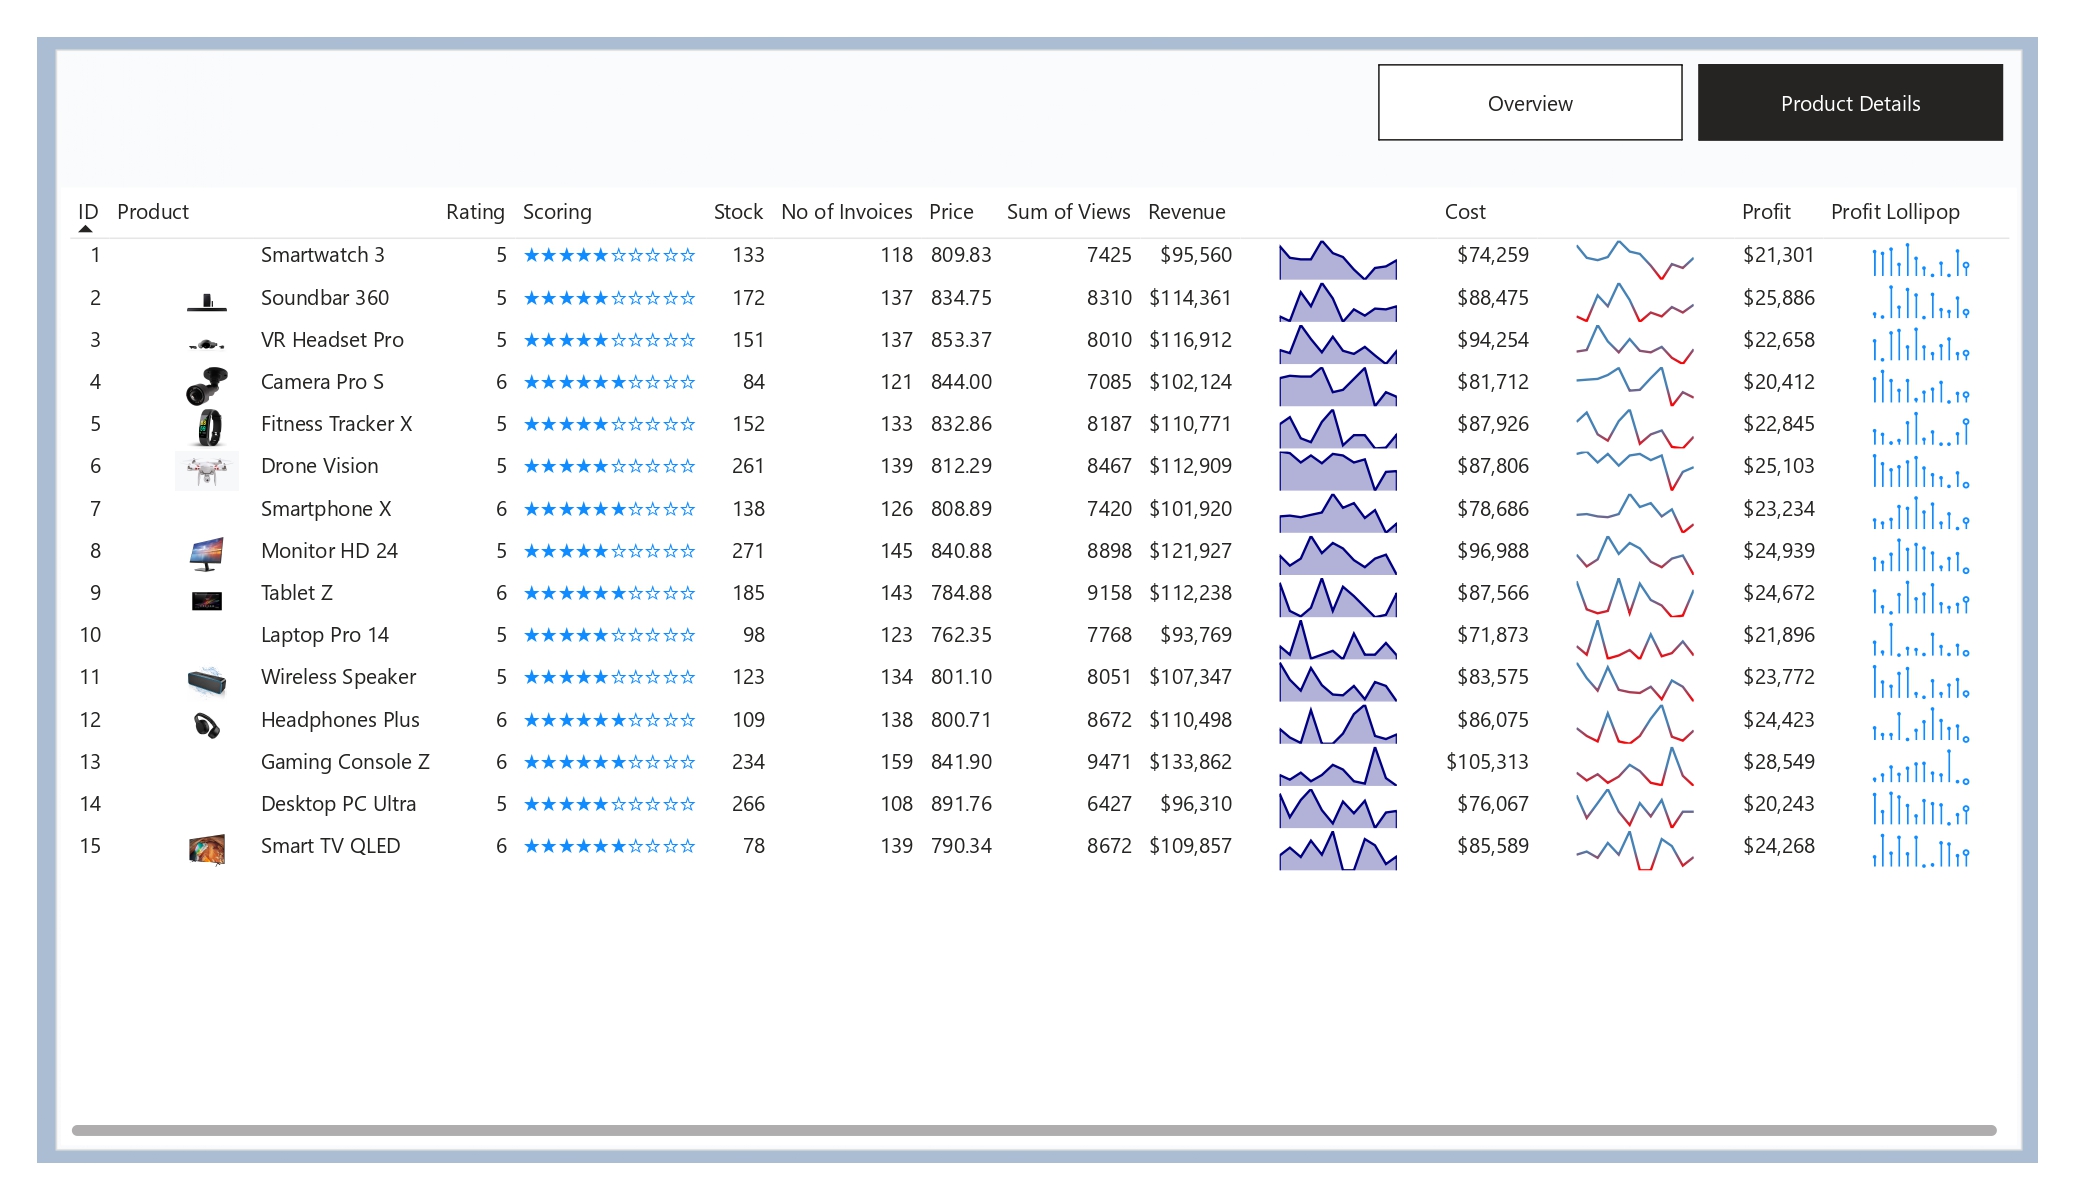 Overview
Product Details
ID Product Rating Scoring Stock No of Invoices Price Sum of Views Revenue Cost Profit Profit Lollipop
1 Smartwatch 3 5 ★★★★★☆☆☆☆☆ 133 118 809.83 7425 $95,560 $74,259 $21,301
2 Soundbar 360 5 ★★★★★☆☆☆☆☆ 172 137 834.75 8310 $114,361 $88,475 $25,886
3 VR Headset Pro 5 ★★★★★☆☆☆☆☆ 151 137 853.37 8010 $116,912 $94,254 $22,658
4 Camera Pro S 6 ★★★★★★☆☆☆☆ 84 121 844.00 7085 $102,124 $81,712 $20,412
5 Fitness Tracker X 5 ★★★★★☆☆☆☆☆ 152 133 832.86 8187 $110,771 $87,926 $22,845
6 Drone Vision 5 ★★★★★☆☆☆☆☆ 261 139 812.29 8467 $112,909 $87,806 $25,103
7 Smartphone X 6 ★★★★★★☆☆☆☆ 138 126 808.89 7420 $101,920 $78,686 $23,234
8 Monitor HD 24 5 ★★★★★☆☆☆☆☆ 271 145 840.88 8898 $121,927 $96,988 $24,939
9 Tablet Z 6 ★★★★★★☆☆☆☆ 185 143 784.88 9158 $112,238 $87,566 $24,672
10 Laptop Pro 14 5 ★★★★★☆☆☆☆☆ 98 123 762.35 7768 $93,769 $71,873 $21,896
11 Wireless Speaker 5 ★★★★★☆☆☆☆☆ 123 134 801.10 8051 $107,347 $83,575 $23,772
12 Headphones Plus 6 ★★★★★★☆☆☆☆ 109 138 800.71 8672 $110,498 $86,075 $24,423
13 Gaming Console Z 6 ★★★★★★☆☆☆☆ 234 159 841.90 9471 $133,862 $105,313 $28,549
14 Desktop PC Ultra 5 ★★★★★☆☆☆☆☆ 266 108 891.76 6427 $96,310 $76,067 $20,243
15 Smart TV QLED 6 ★★★★★★☆☆☆☆ 78 139 790.34 8672 $109,857 $85,589 $24,268